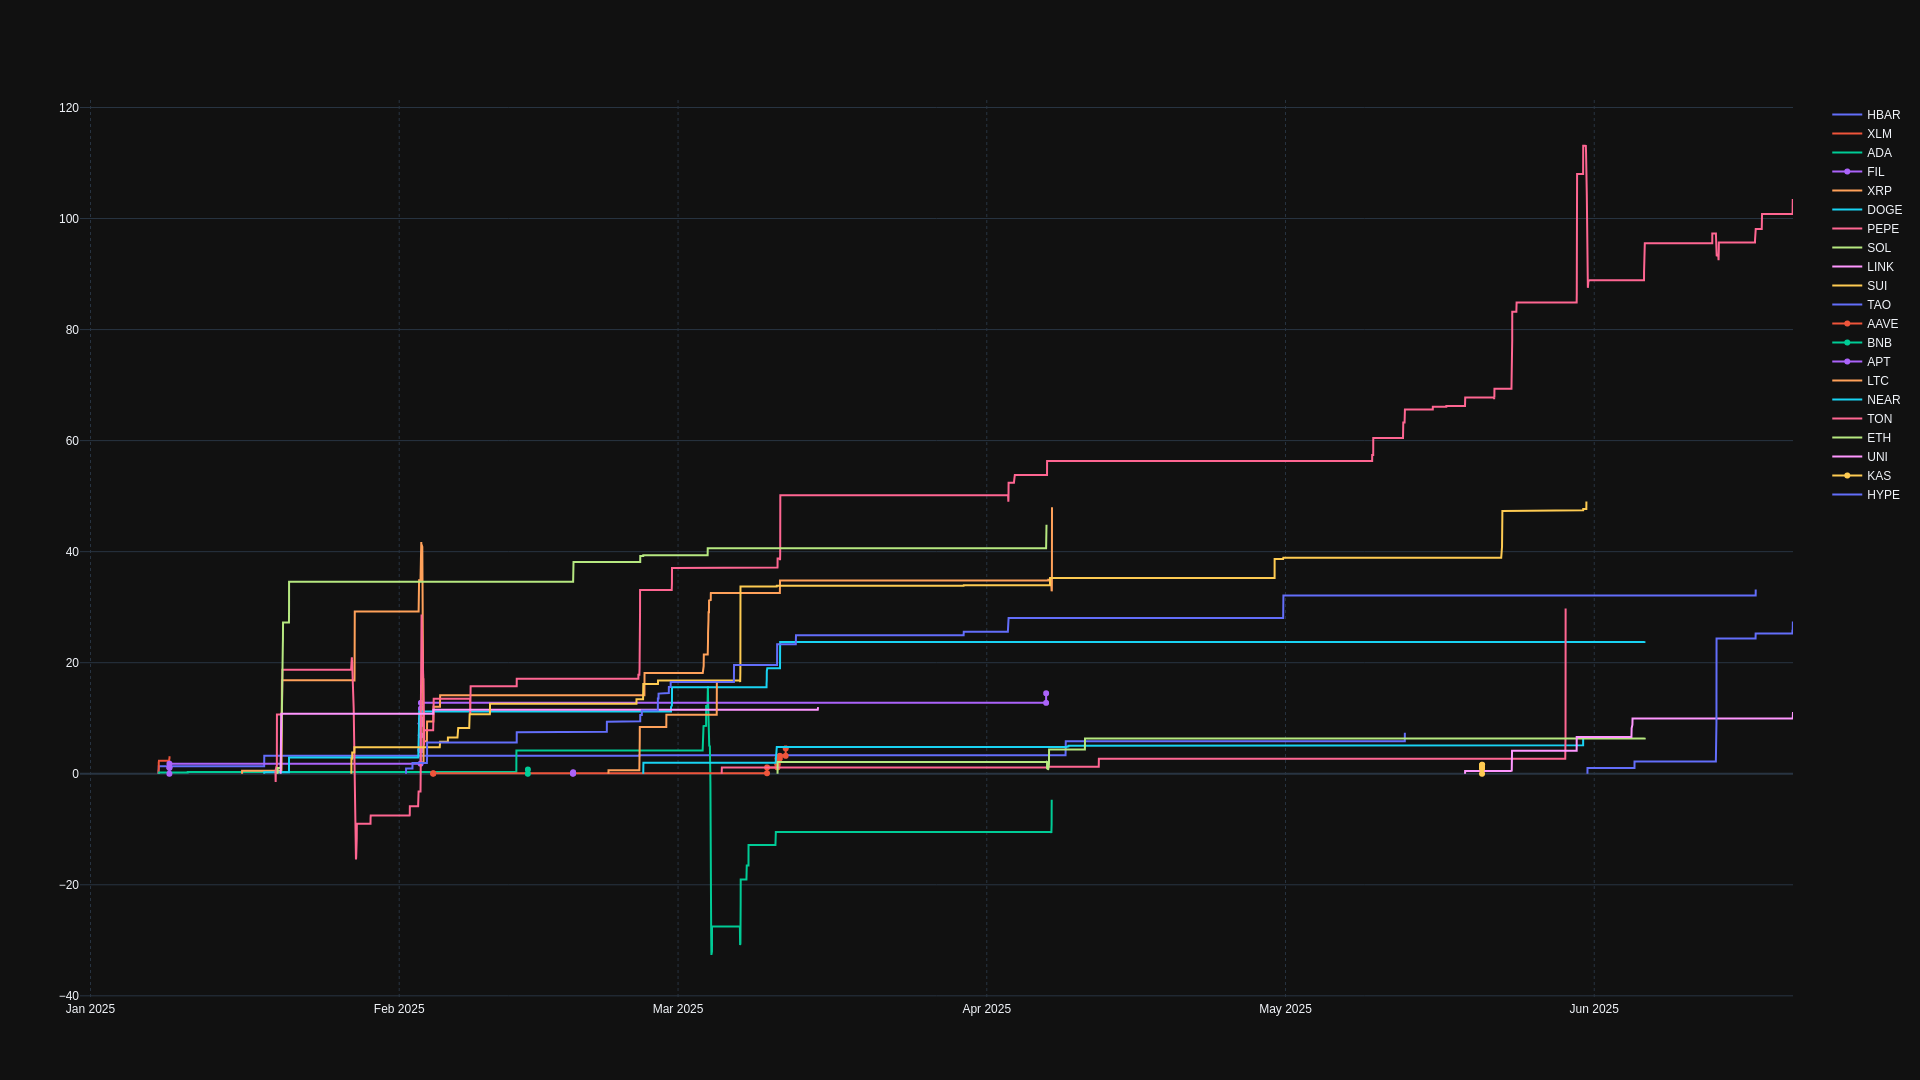 120
100
80
60
40
20
0
−20
−40
Jan 2025
Feb 2025
Mar 2025
Apr 2025
May 2025
Jun 2025
HBAR
XLM
ADA
FIL
XRP
DOGE
PEPE
SOL
LINK
SUI
TAO
AAVE
BNB
APT
LTC
NEAR
TON
ETH
UNI
KAS
HYPE